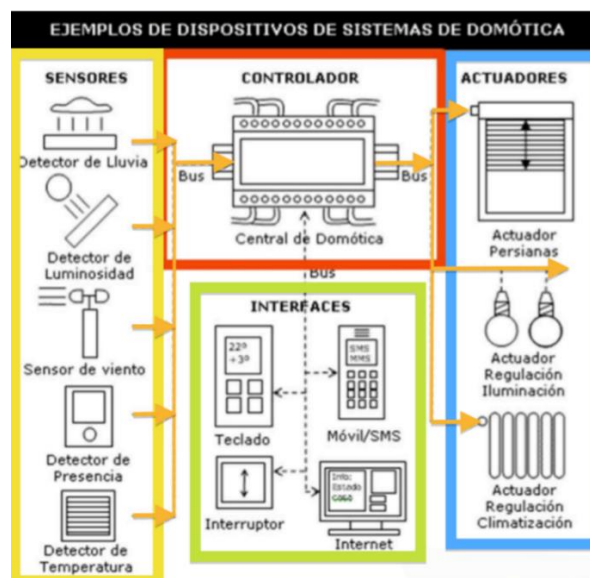 EJEMPLOS DE DISPOSITIVOS DE SISTEMAS DE DOMÓTICA
SENSORES
Detector de Lluvia
Detector de
Luminosidad
Sensor de viento
Detector de
Presencia
Detector de
Temperatura
CONTROLADOR
Bus
Bus
Central de Domótica
Bus
INTERFACES
22º
+3º
Teclado
SMS
MMS
Móvil/SMS
Interruptor
Info:
Estado
Internet
ACTUADORES
Actuador
Persianas
Actuador
Regulación
Iluminación
Actuador
Regulación
Climatización